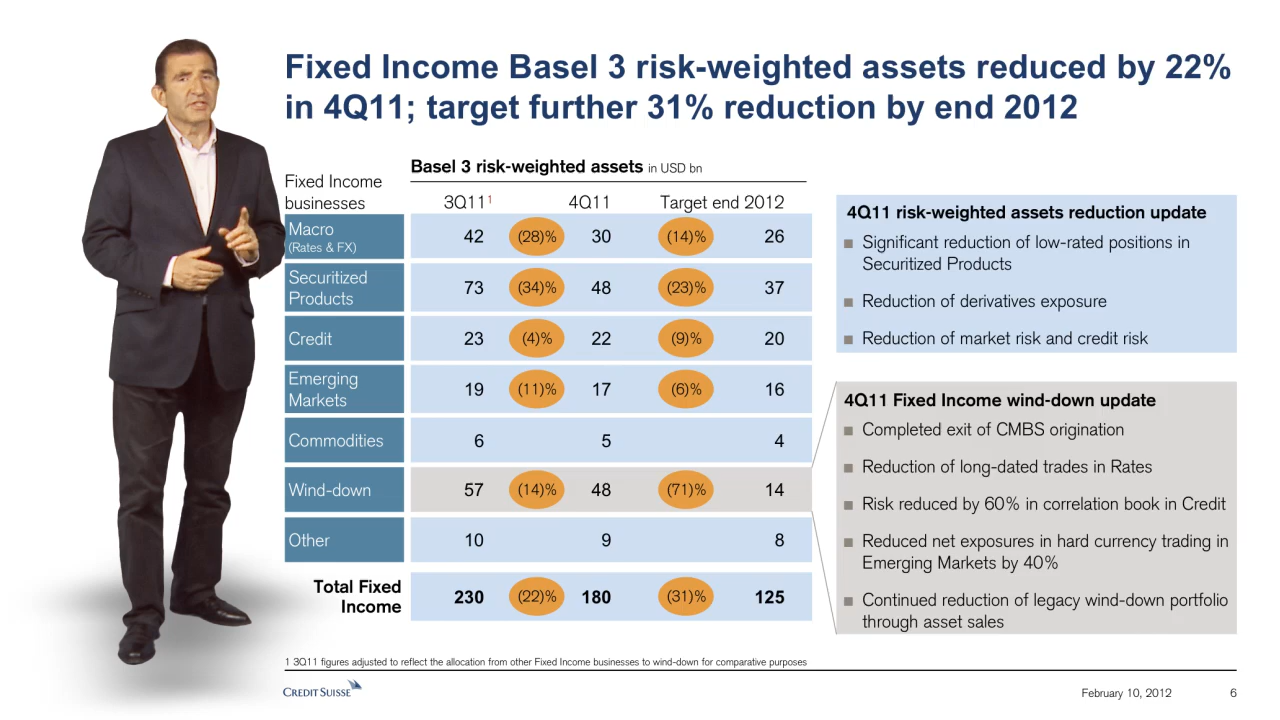 Fixed Income Basel 3 risk-weighted assets reduced by 22%
in 4Q11; target further 31% reduction by end 2012
Basel 3 risk-weighted assets in USD bn
Fixed Income
businesses
3Q11¹ 4Q11 Target end 2012
Macro
(Rates & FX)
42 (28)% 30 (14)% 26
Securitized
Products
73 (34)% 48 (23)% 37
Credit 23 (4)% 22 (9)% 20
Emerging
Markets
19 (11)% 17 (6)% 16
Commodities 6 5 4
Wind-down 57 (14)% 48 (71)% 14
Other 10 9 8
Total Fixed
Income
230 (22)% 180 (31)% 125
4Q11 risk-weighted assets reduction update
■ Significant reduction of low-rated positions in
Securitized Products
■ Reduction of derivatives exposure
■ Reduction of market risk and credit risk
4Q11 Fixed Income wind-down update
■ Completed exit of CMBS origination
■ Reduction of long-dated trades in Rates
■ Risk reduced by 60% in correlation book in Credit
■ Reduced net exposures in hard currency trading in
Emerging Markets by 40%
■ Continued reduction of legacy wind-down portfolio
through asset sales
1 3Q11 figures adjusted to reflect the allocation from other Fixed Income businesses to wind-down for comparative purposes
CREDIT SUISSE
February 10, 2012 6